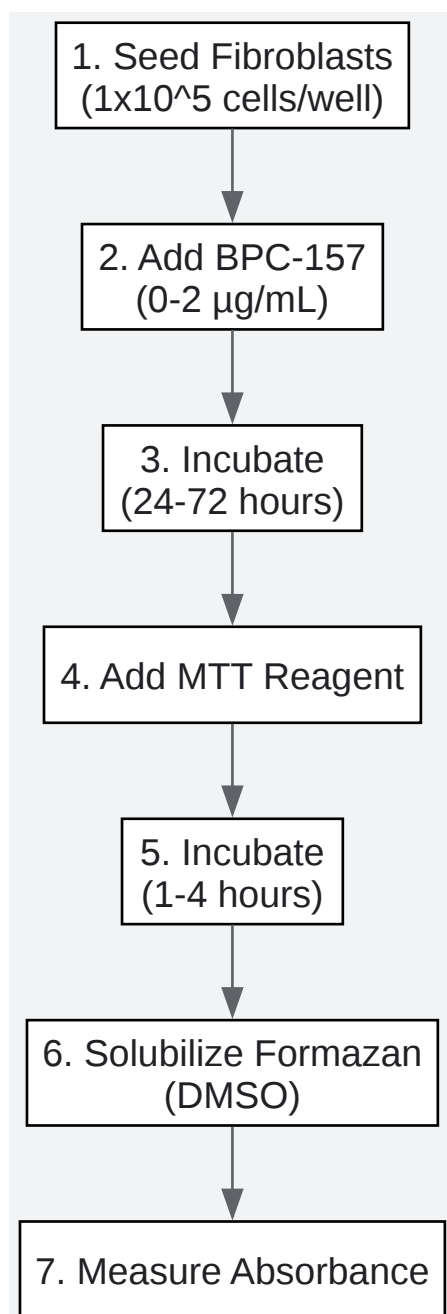 1. Seed Fibroblasts
(1x10^5 cells/well)
2. Add BPC-157
(0-2 µg/mL)
3. Incubate
(24-72 hours)
4. Add MTT Reagent
5. Incubate
(1-4 hours)
6. Solubilize Formazan
(DMSO)
7. Measure Absorbance